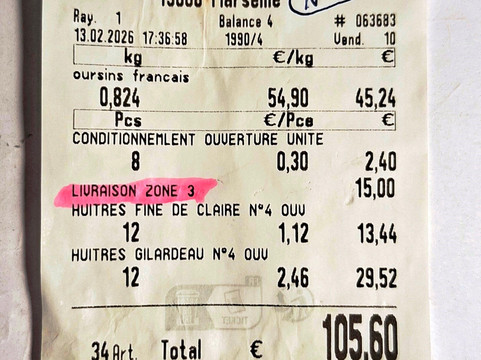 13006 Marseille
Ray. 1 Balance 4 # 063683
13.02.2026 17:36:58 1990/4 Vend. 10
kg €/kg €
oursins francais
0,824 54,90 45,24
Pcs €/Pce €
CONDITIONNEMLENT OUVERTURE UNITE
8 0,30 2,40
LIVRAISON ZONE 3 15,00
HUITRES FINE DE CLAIRE N°4 OUV
12 1,12 13,44
HUITRES GILARDEAU N°4 OUV
12 2,46 29,52
TICKET
34 Art. Total € 105,60